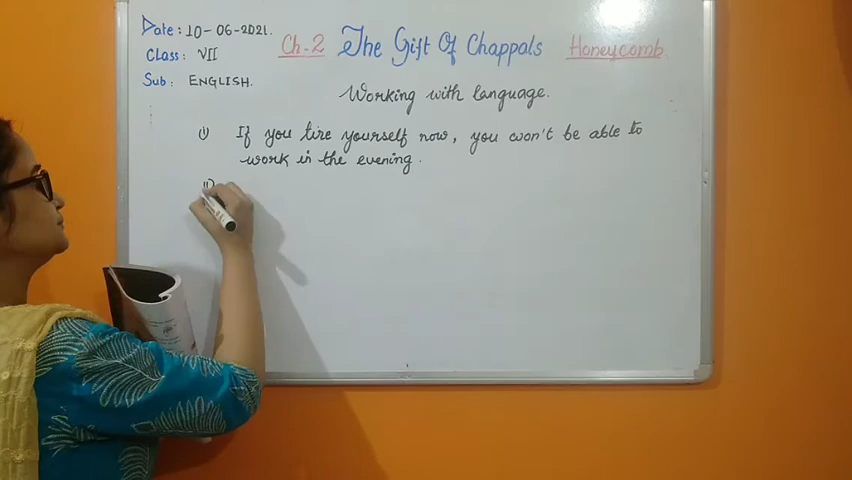 Date: 10-06-2021.
Class: VII
Sub: ENGLISH.
Ch-2 The Gift Of Chappals Honeycomb
Working with language.
(i) If you tire yourself now, you won't be able to
work in the evening.
(ii)